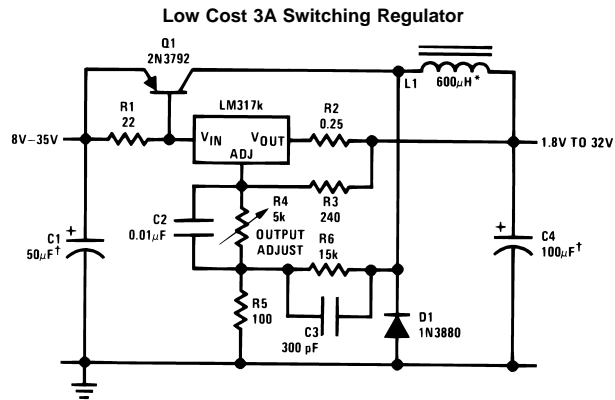 Low Cost 3A Switching Regulator
Q1
2N3792
L1
600μH*
R1
22
LM317k
R2
0.25
8V–35V
VIN
VOUT
ADJ
1.8V TO 32V
R3
240
R4
5k
OUTPUT
ADJUST
C2
0.01μF
C1
50μF†
+
R6
15k
C4
100μF†
+
R5
100
C3
300 pF
D1
1N3880